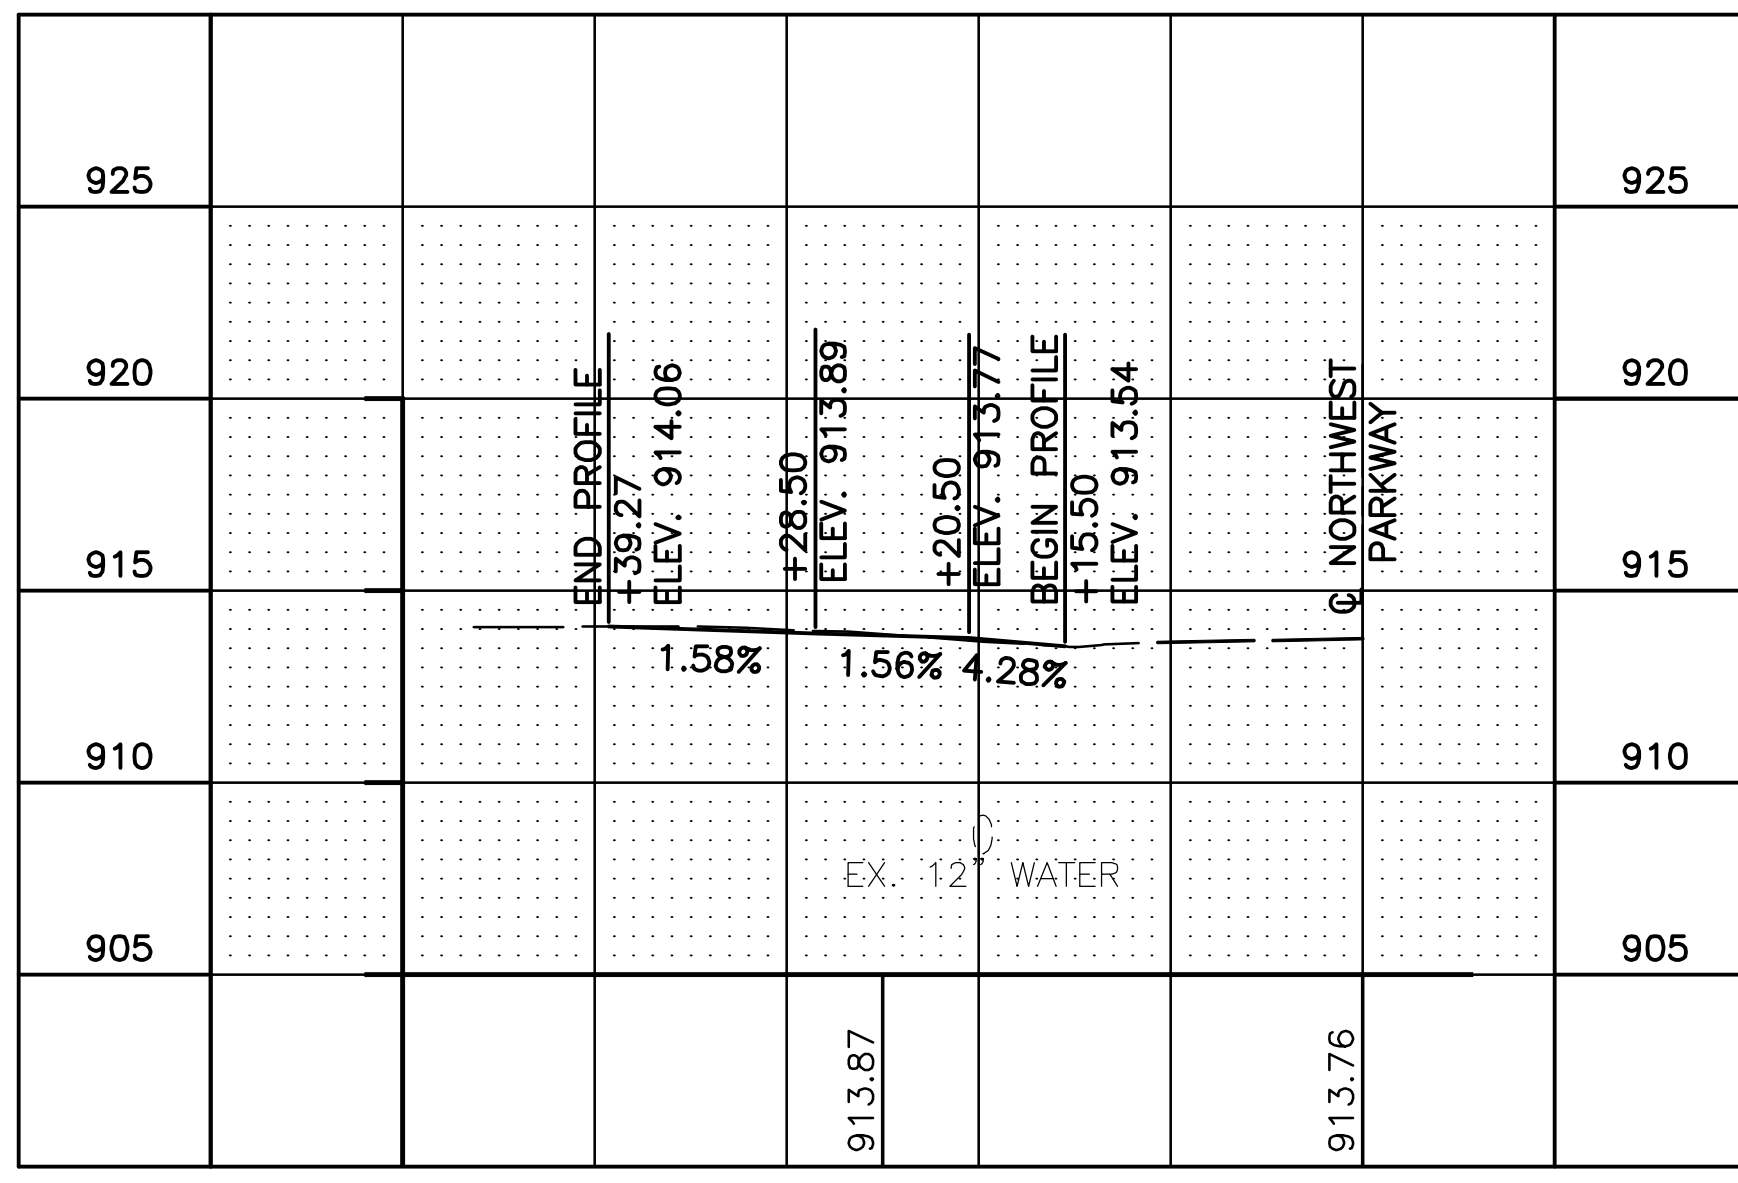 925
925
920
920
915
915
910
910
905
905
END PROFILE
+39.27
ELEV. 914.06
+28.50
ELEV. 913.89
+20.50
ELEV. 913.77
BEGIN PROFILE
+15.50
ELEV. 913.54
℄ NORTHWEST
PARKWAY
1.58%
1.56%
4.28%
EX. 12" WATER
913.87
913.76